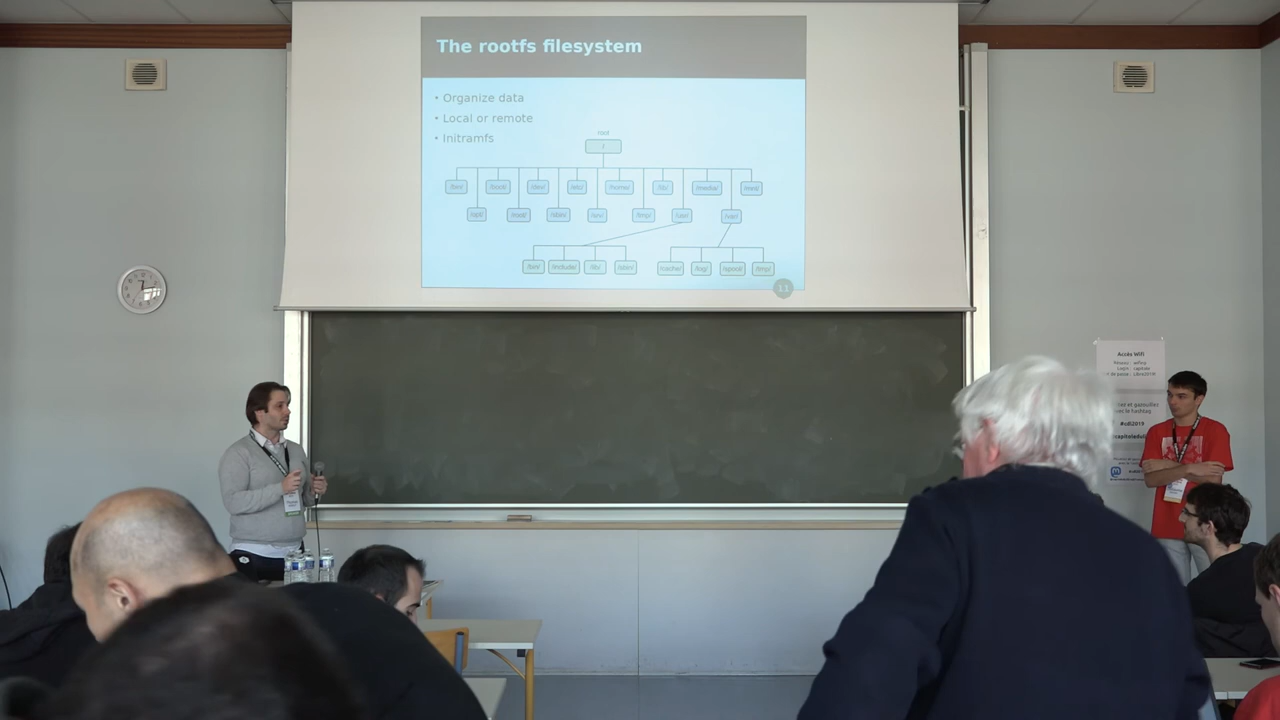 The rootfs filesystem
• Organize data
• Local or remote
• Initramfs
root
/
/bin/ /boot/ /dev/ /etc/ /home/ /lib/ /media/ /mnt/
/opt/ /root/ /sbin/ /srv/ /tmp/ /usr/ /var/
/bin/ /include/ /lib/ /sbin/ /cache/ /log/ /spool/ /tmp/
11
Accès Wifi
#cdl2019